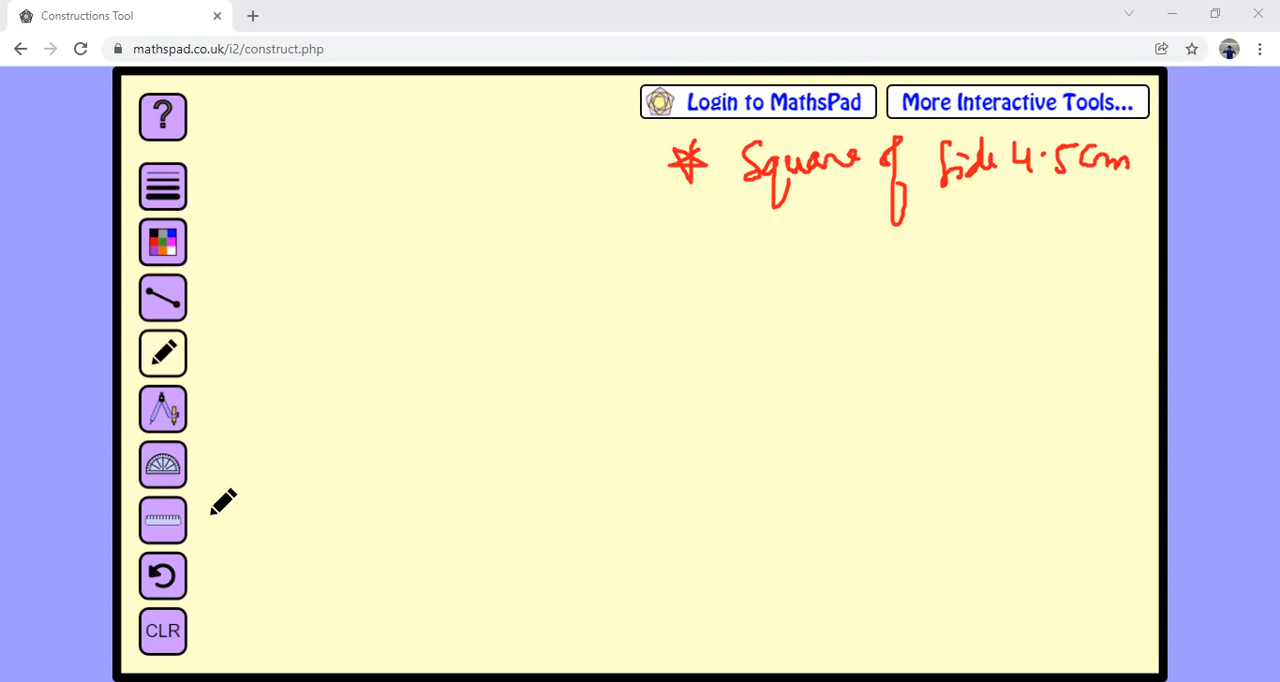 Constructions Tool
mathspad.co.uk/i2/construct.php
Login to MathsPad
More Interactive Tools...
?
* Square of side 4.5cm
CLR